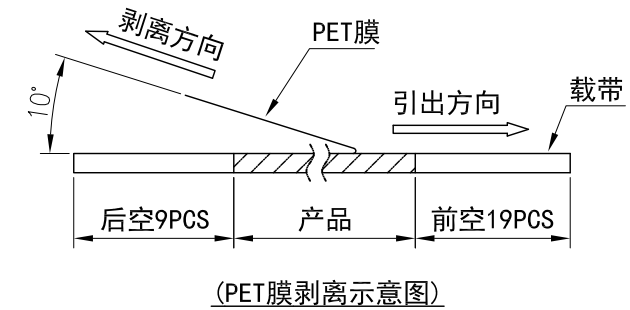 剥离方向
PET膜
10°
引出方向
载带
后空9PCS
产品
前空19PCS
(PET膜剥离示意图)